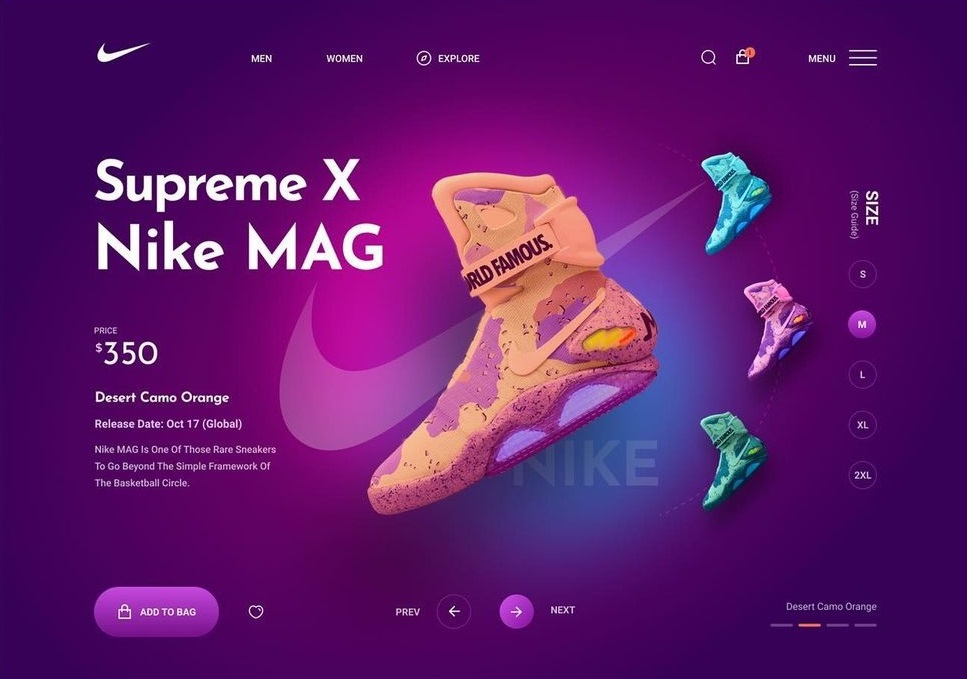 MEN
WOMEN
EXPLORE
1
MENU
Supreme X
Nike MAG
PRICE
$350
Desert Camo Orange
Release Date: Oct 17 (Global)
Nike MAG Is One Of Those Rare Sneakers
To Go Beyond The Simple Framework Of
The Basketball Circle.
ORLD FAMOUS.
NIKE
SIZE
(Size Guide)
S
M
L
XL
2XL
ADD TO BAG
PREV
NEXT
Desert Camo Orange